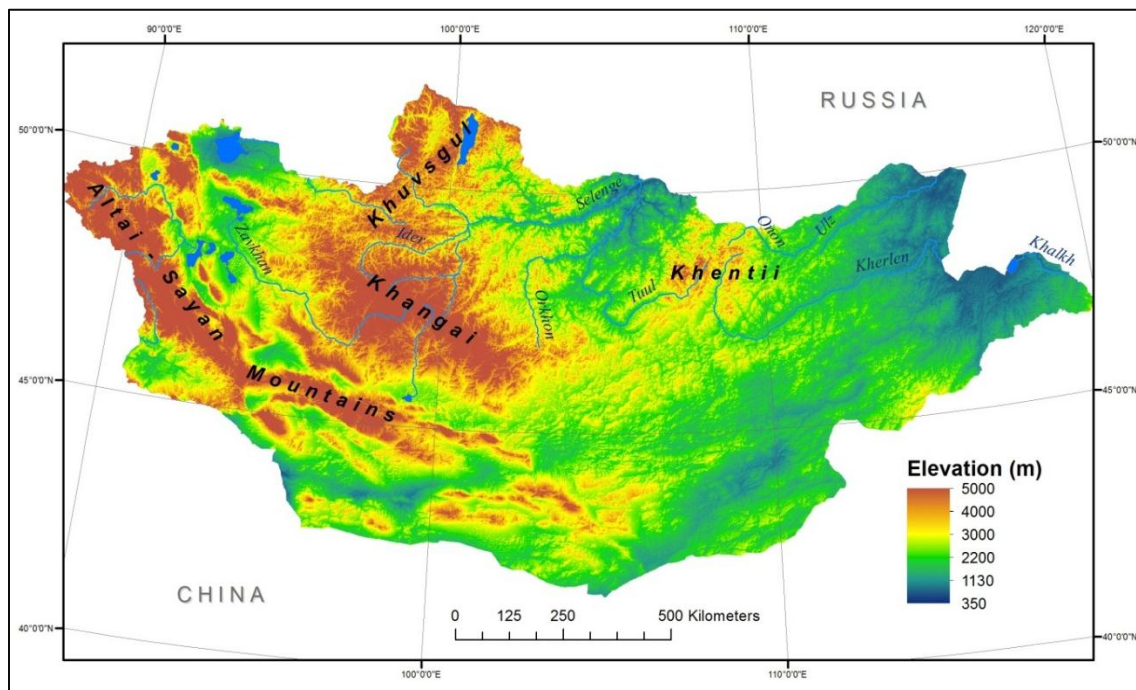 90°0'0"E
100°0'0"E
110°0'0"E
120°0'0"E
RUSSIA
50°0'0"N
50°0'0"N
Khuvsgul
Altai - Sayan
Mountains
Selenge
Ider
Zavkhan
Khangai
Orkhon
Tuul
Khentii
Onon
Ulz
Kherlen
Khalkh
45°0'0"N
45°0'0"N
Elevation (m)
5000
4000
3000
2200
1130
350
CHINA
0 125 250 500 Kilometers
40°0'0"N
40°0'0"N
100°0'0"E
110°0'0"E